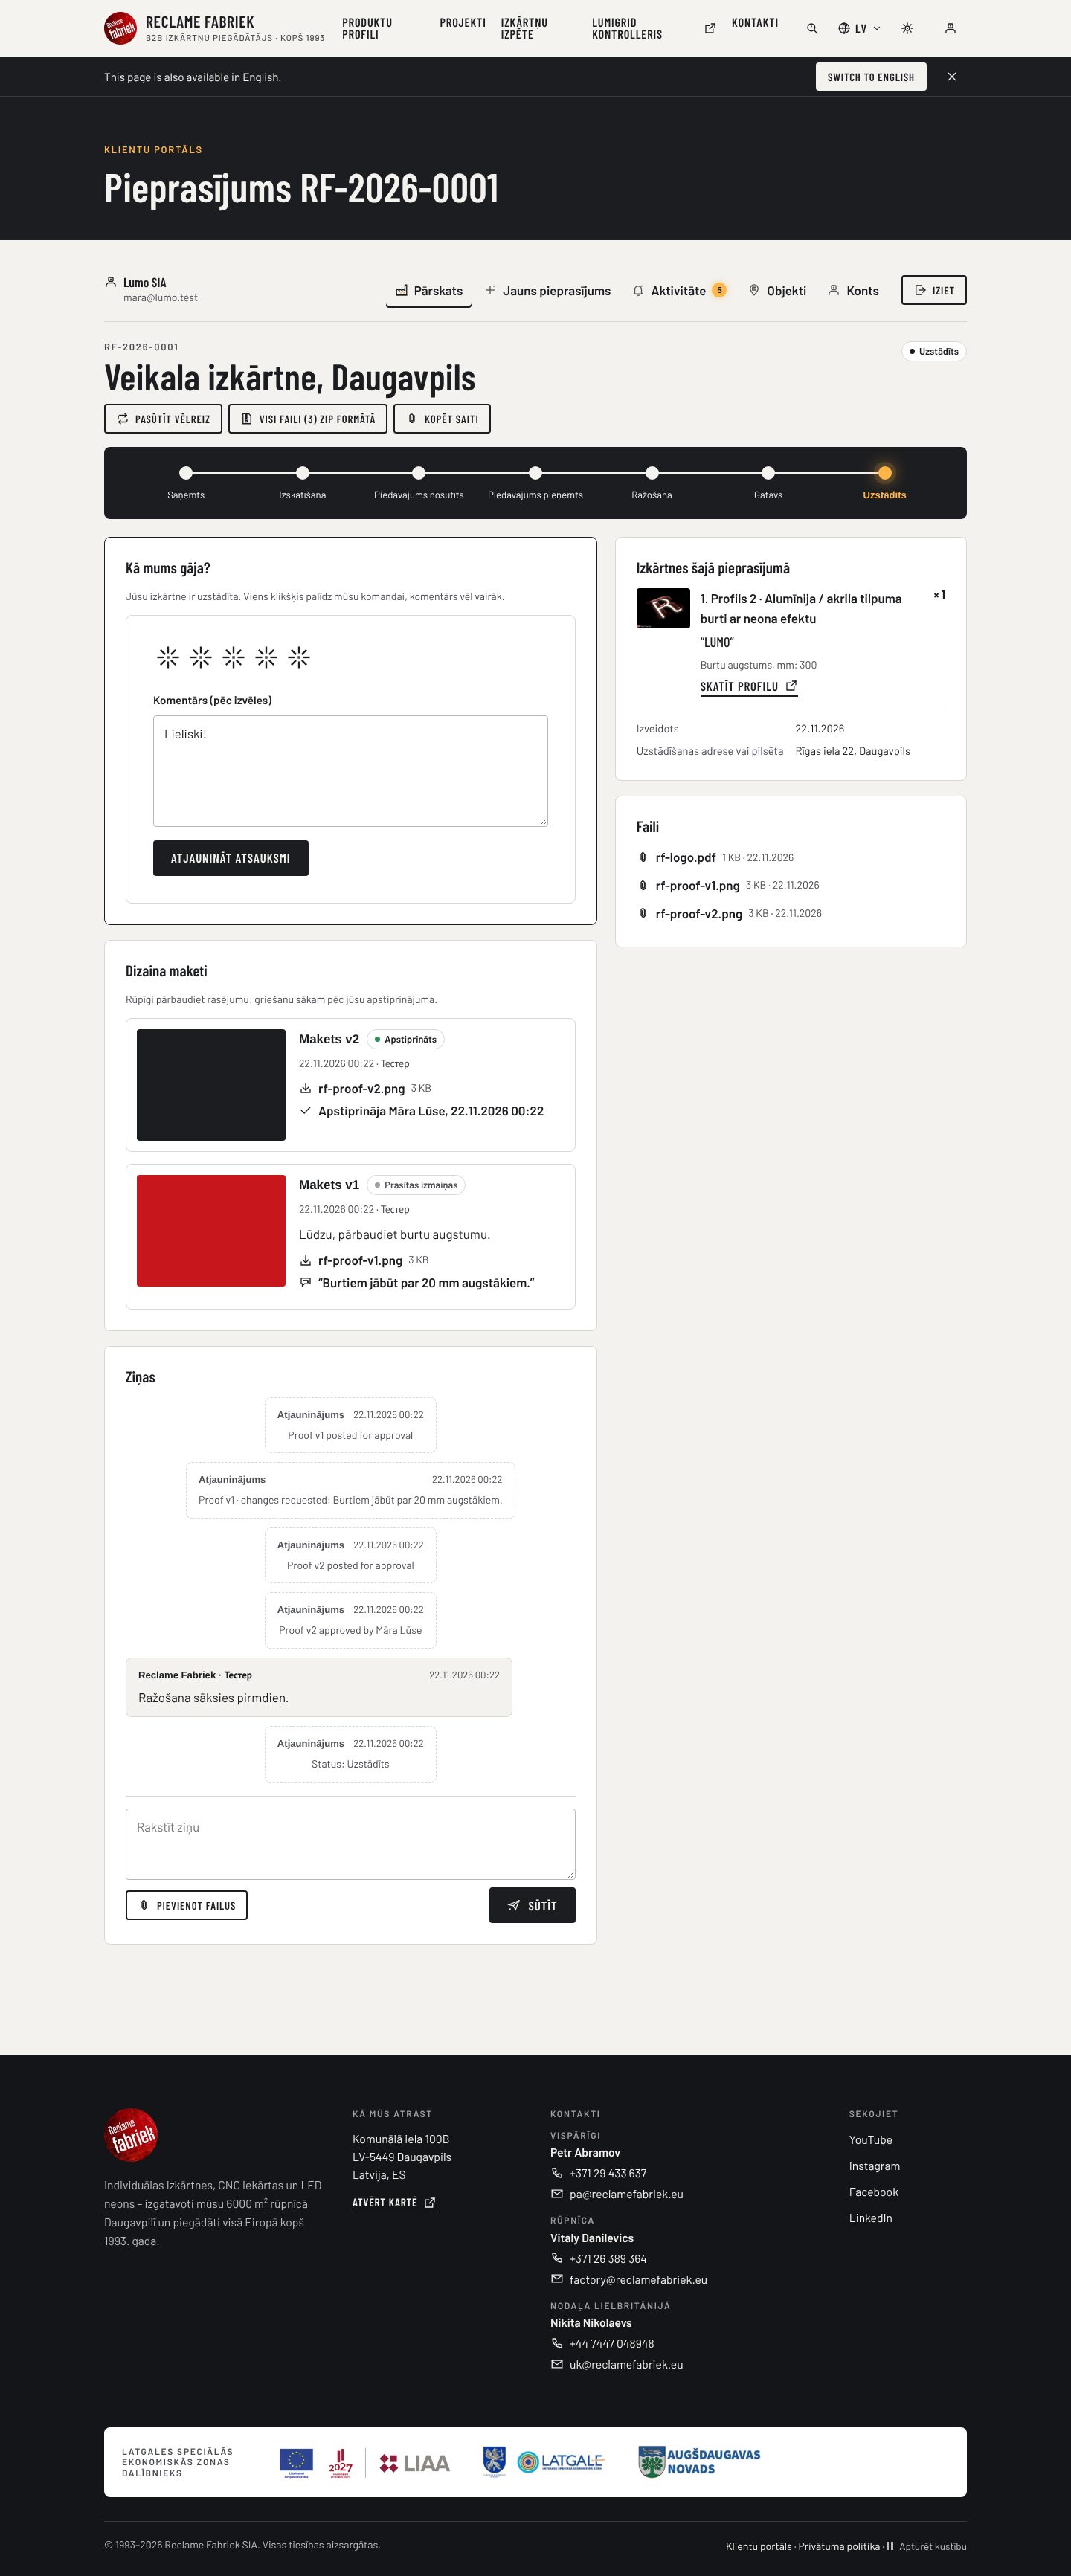 Reclame fabriek
RECLAME FABRIEK
B2B IZKĀRTŅU PIEGĀDĀTĀJS · KOPŠ 1993
PRODUKTU PROFILI
PROJEKTI
IZKĀRTŅU IZPĒTE
LUMIGRID KONTROLLERIS
KONTAKTI
LV
This page is also available in English.
SWITCH TO ENGLISH
KLIENTU PORTĀLS
Pieprasījums RF-2026-0001
Lumo SIA
mara@lumo.test
Pārskats
Jauns pieprasījums
Aktivitāte 5
Objekti
Konts
IZIET
RF-2026-0001
Veikala izkārtne, Daugavpils
Uzstādīts
PASŪTĪT VĒLREIZ
VISI FAILI (3) ZIP FORMĀTĀ
KOPĒT SAITI
Saņemts
Izskatīšanā
Piedāvājums nosūtīts
Piedāvājums pieņemts
Ražošanā
Gatavs
Uzstādīts
Kā mums gāja?
Jūsu izkārtne ir uzstādīta. Viens klikšķis palīdz mūsu komandai, komentārs vēl vairāk.
Komentārs (pēc izvēles)
Lieliski!
ATJAUNINĀT ATSAUKSMI
Izkārtnes šajā pieprasījumā
1. Profils 2 · Alumīnija / akrila tilpuma burti ar neona efektu
× 1
“LUMO”
Burtu augstums, mm: 300
SKATĪT PROFILU
Izveidots 22.11.2026
Uzstādīšanas adrese vai pilsēta Rīgas iela 22, Daugavpils
Faili
rf-logo.pdf 1 KB · 22.11.2026
rf-proof-v1.png 3 KB · 22.11.2026
rf-proof-v2.png 3 KB · 22.11.2026
Dizaina maketi
Rūpīgi pārbaudiet rasējumu: griešanu sākam pēc jūsu apstiprinājuma.
Makets v2 Apstiprināts
22.11.2026 00:22 · Тестер
rf-proof-v2.png 3 KB
Apstiprināja Māra Lūse, 22.11.2026 00:22
Makets v1 Prasītas izmaiņas
22.11.2026 00:22 · Тестер
Lūdzu, pārbaudiet burtu augstumu.
rf-proof-v1.png 3 KB
“Burtiem jābūt par 20 mm augstākiem.”
Ziņas
Atjauninājums 22.11.2026 00:22
Proof v1 posted for approval
Atjauninājums 22.11.2026 00:22
Proof v1 · changes requested: Burtiem jābūt par 20 mm augstākiem.
Atjauninājums 22.11.2026 00:22
Proof v2 posted for approval
Atjauninājums 22.11.2026 00:22
Proof v2 approved by Māra Lūse
Reclame Fabriek · Тестер 22.11.2026 00:22
Ražošana sāksies pirmdien.
Atjauninājums 22.11.2026 00:22
Status: Uzstādīts
Rakstīt ziņu
PIEVIENOT FAILUS
SŪTĪT
Reclame fabriek
Individuālas izkārtnes, CNC iekārtas un LED
neons – izgatavoti mūsu 6000 m² rūpnīcā
Daugavpilī un piegādāti visā Eiropā kopš
1993. gada.
KĀ MŪS ATRAST
Komunālā iela 100B
LV-5449 Daugavpils
Latvija, ES
ATVĒRT KARTĒ
KONTAKTI
VISPĀRĪGI
Petr Abramov
+371 29 433 637
pa@reclamefabriek.eu
RŪPNĪCA
Vitaly Danilevics
+371 26 389 364
factory@reclamefabriek.eu
NODAĻA LIELBRITĀNIJĀ
Nikita Nikolaevs
+44 7447 048948
uk@reclamefabriek.eu
SEKOJIET
YouTube
Instagram
Facebook
LinkedIn
LATGALES SPECIĀLĀS
EKONOMISKĀS ZONAS
DALĪBNIEKS
2027
LIAA
LATGALE
AUGŠDAUGAVAS
NOVADS
© 1993–2026 Reclame Fabriek SIA. Visas tiesības aizsargātas.
Klientu portāls · Privātuma politika · Apturēt kustību